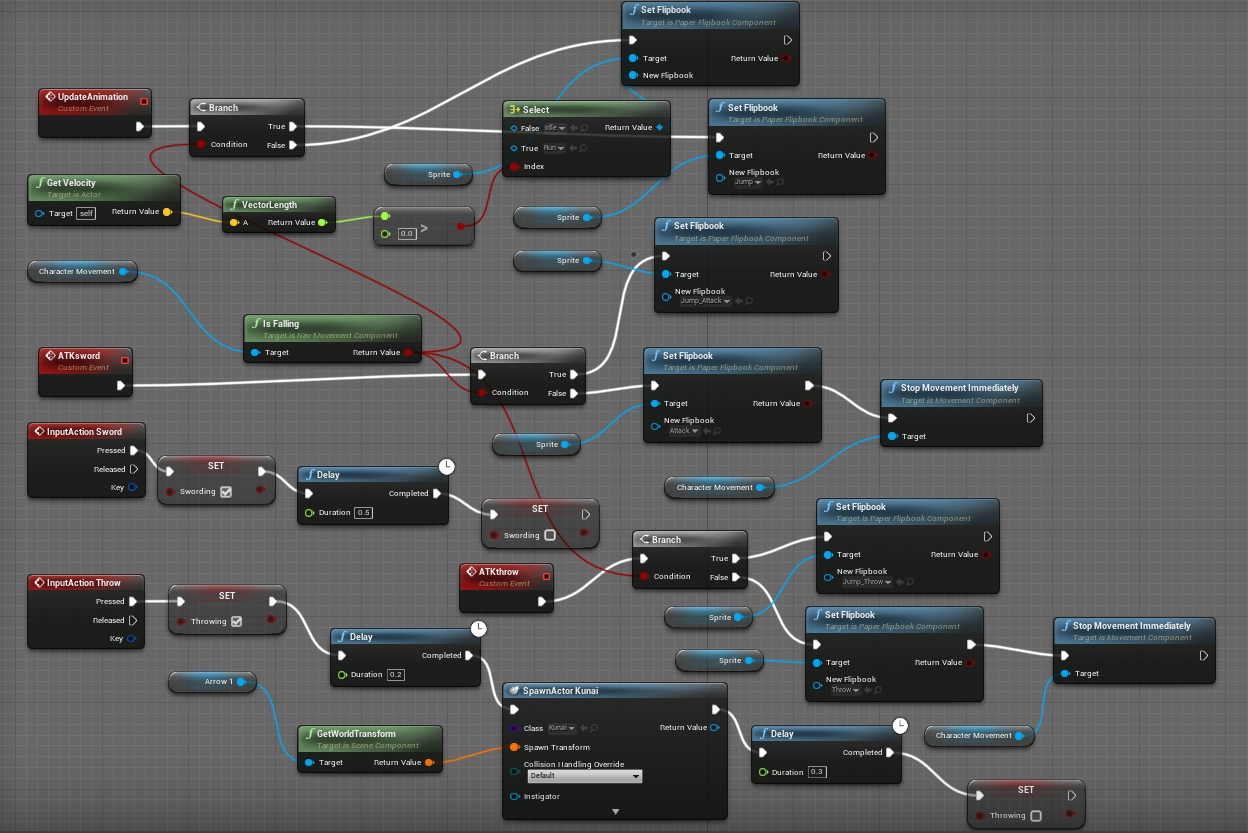 Set Flipbook
Target is Paper Flipbook Component
Target Return Value
New Flipbook
UpdateAnimation
Custom Event
Branch
True
Condition False
Select
False Idle Return Value
True Run
Index
Set Flipbook
Target is Paper Flipbook Component
Target Return Value
New Flipbook
Jump
Sprite
Get Velocity
Target is Actor
Target self Return Value
VectorLength
A Return Value
0.0 >
Sprite
Sprite
Set Flipbook
Target is Paper Flipbook Component
Target Return Value
New Flipbook
Jump_Attack
Character Movement
Is Falling
Target is Nav Movement Component
Target Return Value
ATKsword
Custom Event
Branch
True
Condition False
Set Flipbook
Target is Paper Flipbook Component
Target Return Value
New Flipbook
Attack
Stop Movement Immediately
Target is Movement Component
Target
Sprite
Character Movement
InputAction Sword
Pressed
Released
Key
SET
Swording
Delay
Completed
Duration 0.5
SET
Swording
Set Flipbook
Target is Paper Flipbook Component
Target Return Value
New Flipbook
Jump_Throw
Branch
True
Condition False
ATKthrow
Custom Event
Sprite
InputAction Throw
Pressed
Released
Key
SET
Throwing
Delay
Completed
Duration 0.2
Set Flipbook
Target is Paper Flipbook Component
Target Return Value
New Flipbook
Throw
Stop Movement Immediately
Target is Movement Component
Target
Sprite
Arrow 1
SpawnActor Kunai
Class Kunai Return Value
Spawn Transform
Collision Handling Override
Default
Instigator
GetWorldTransform
Target is Scene Component
Target Return Value
Delay
Completed
Duration 0.3
Character Movement
SET
Throwing